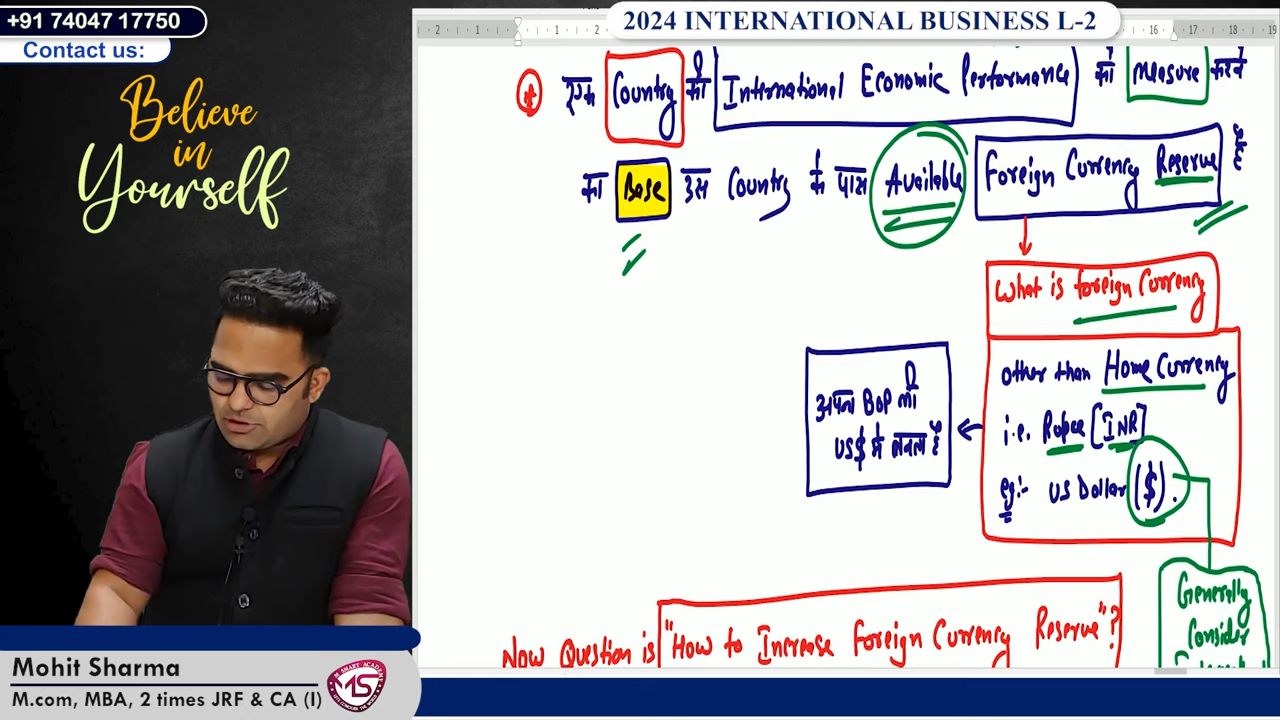 +91 74047 17750
Contact us:
2024 INTERNATIONAL BUSINESS L-2
Believe
in
Yourself
एक Country की International Economic Performance को Measure करने
का Base उस Country के पास Available Foreign Currency Reserve है
What is foreign Currency
other than Home Currency
i.e. Rupee [INR]
eg:- US Dollar ($).
अपना BOP भी
US$ में बनता है
Generally
Consider
Now Question is "How to Increase Foreign Currency Reserve"?
Mohit Sharma
M.com, MBA, 2 times JRF & CA (I)
MS